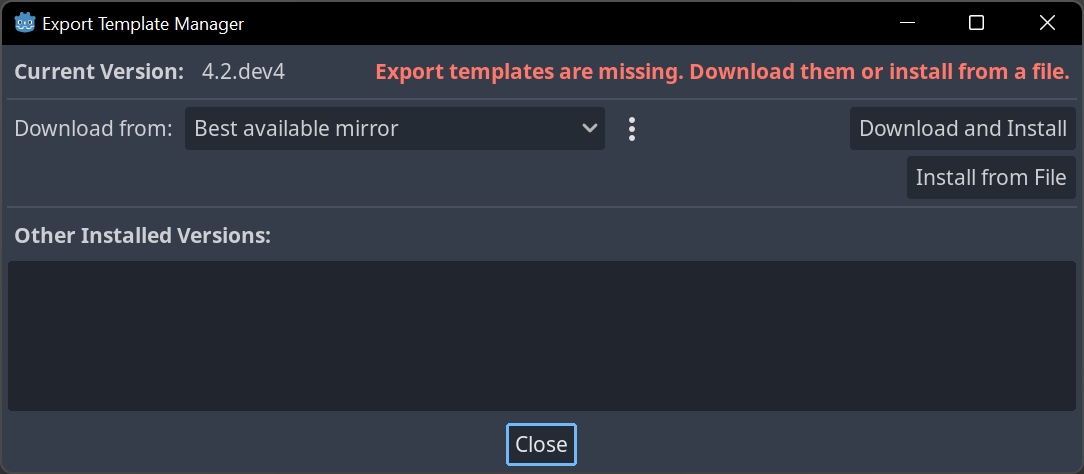 Export Template Manager
Current Version: 4.2.dev4 Export templates are missing. Download them or install from a file.
Download from: Best available mirror Download and Install
Install from File
Other Installed Versions:
Close